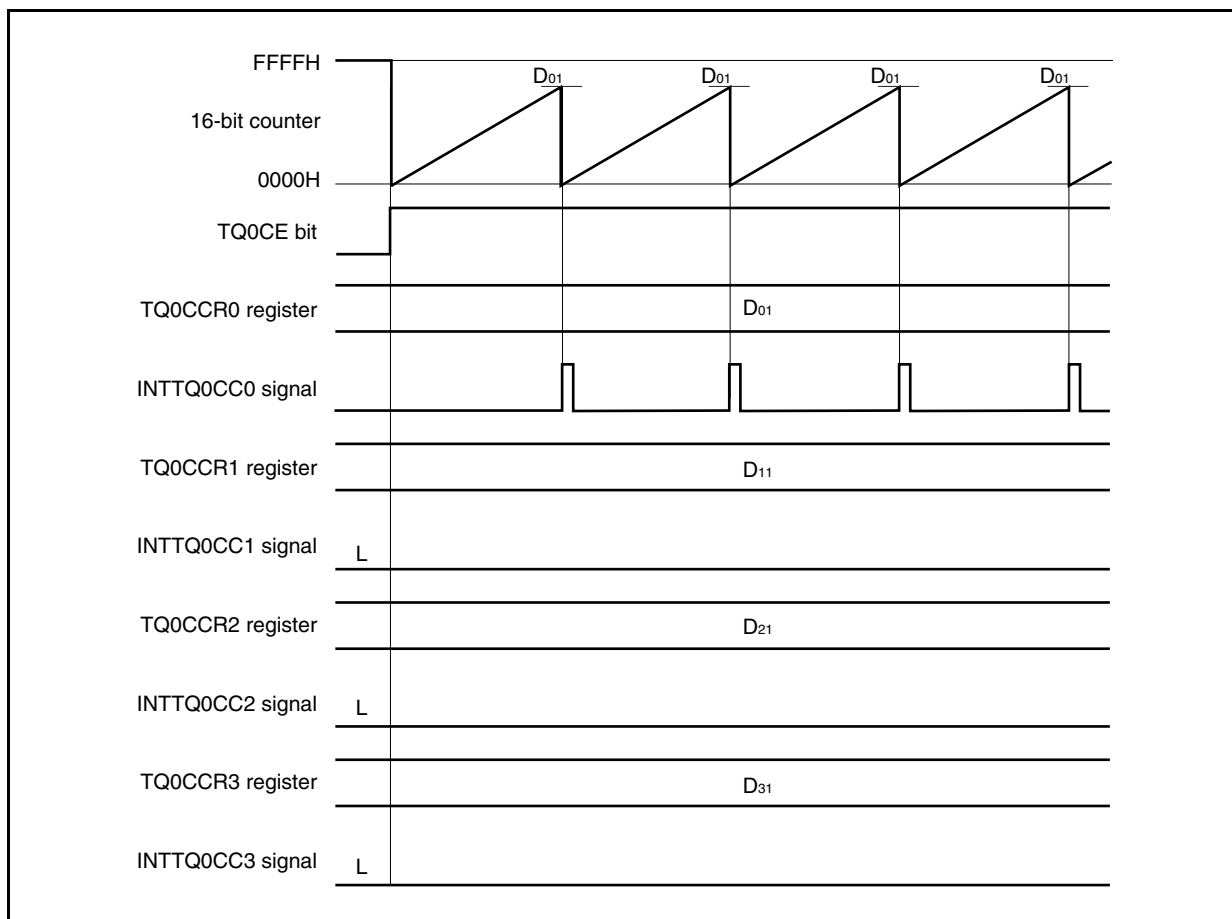 FFFFH
D01 D01 D01 D01
16-bit counter
0000H
TQ0CE bit
TQ0CCR0 register D01
INTTQ0CC0 signal
TQ0CCR1 register D11
INTTQ0CC1 signal L
TQ0CCR2 register D21
INTTQ0CC2 signal L
TQ0CCR3 register D31
INTTQ0CC3 signal L